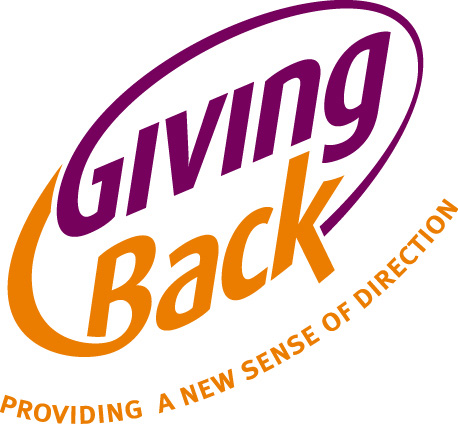 Giving
Back
PROVIDING A NEW SENSE OF DIRECTION